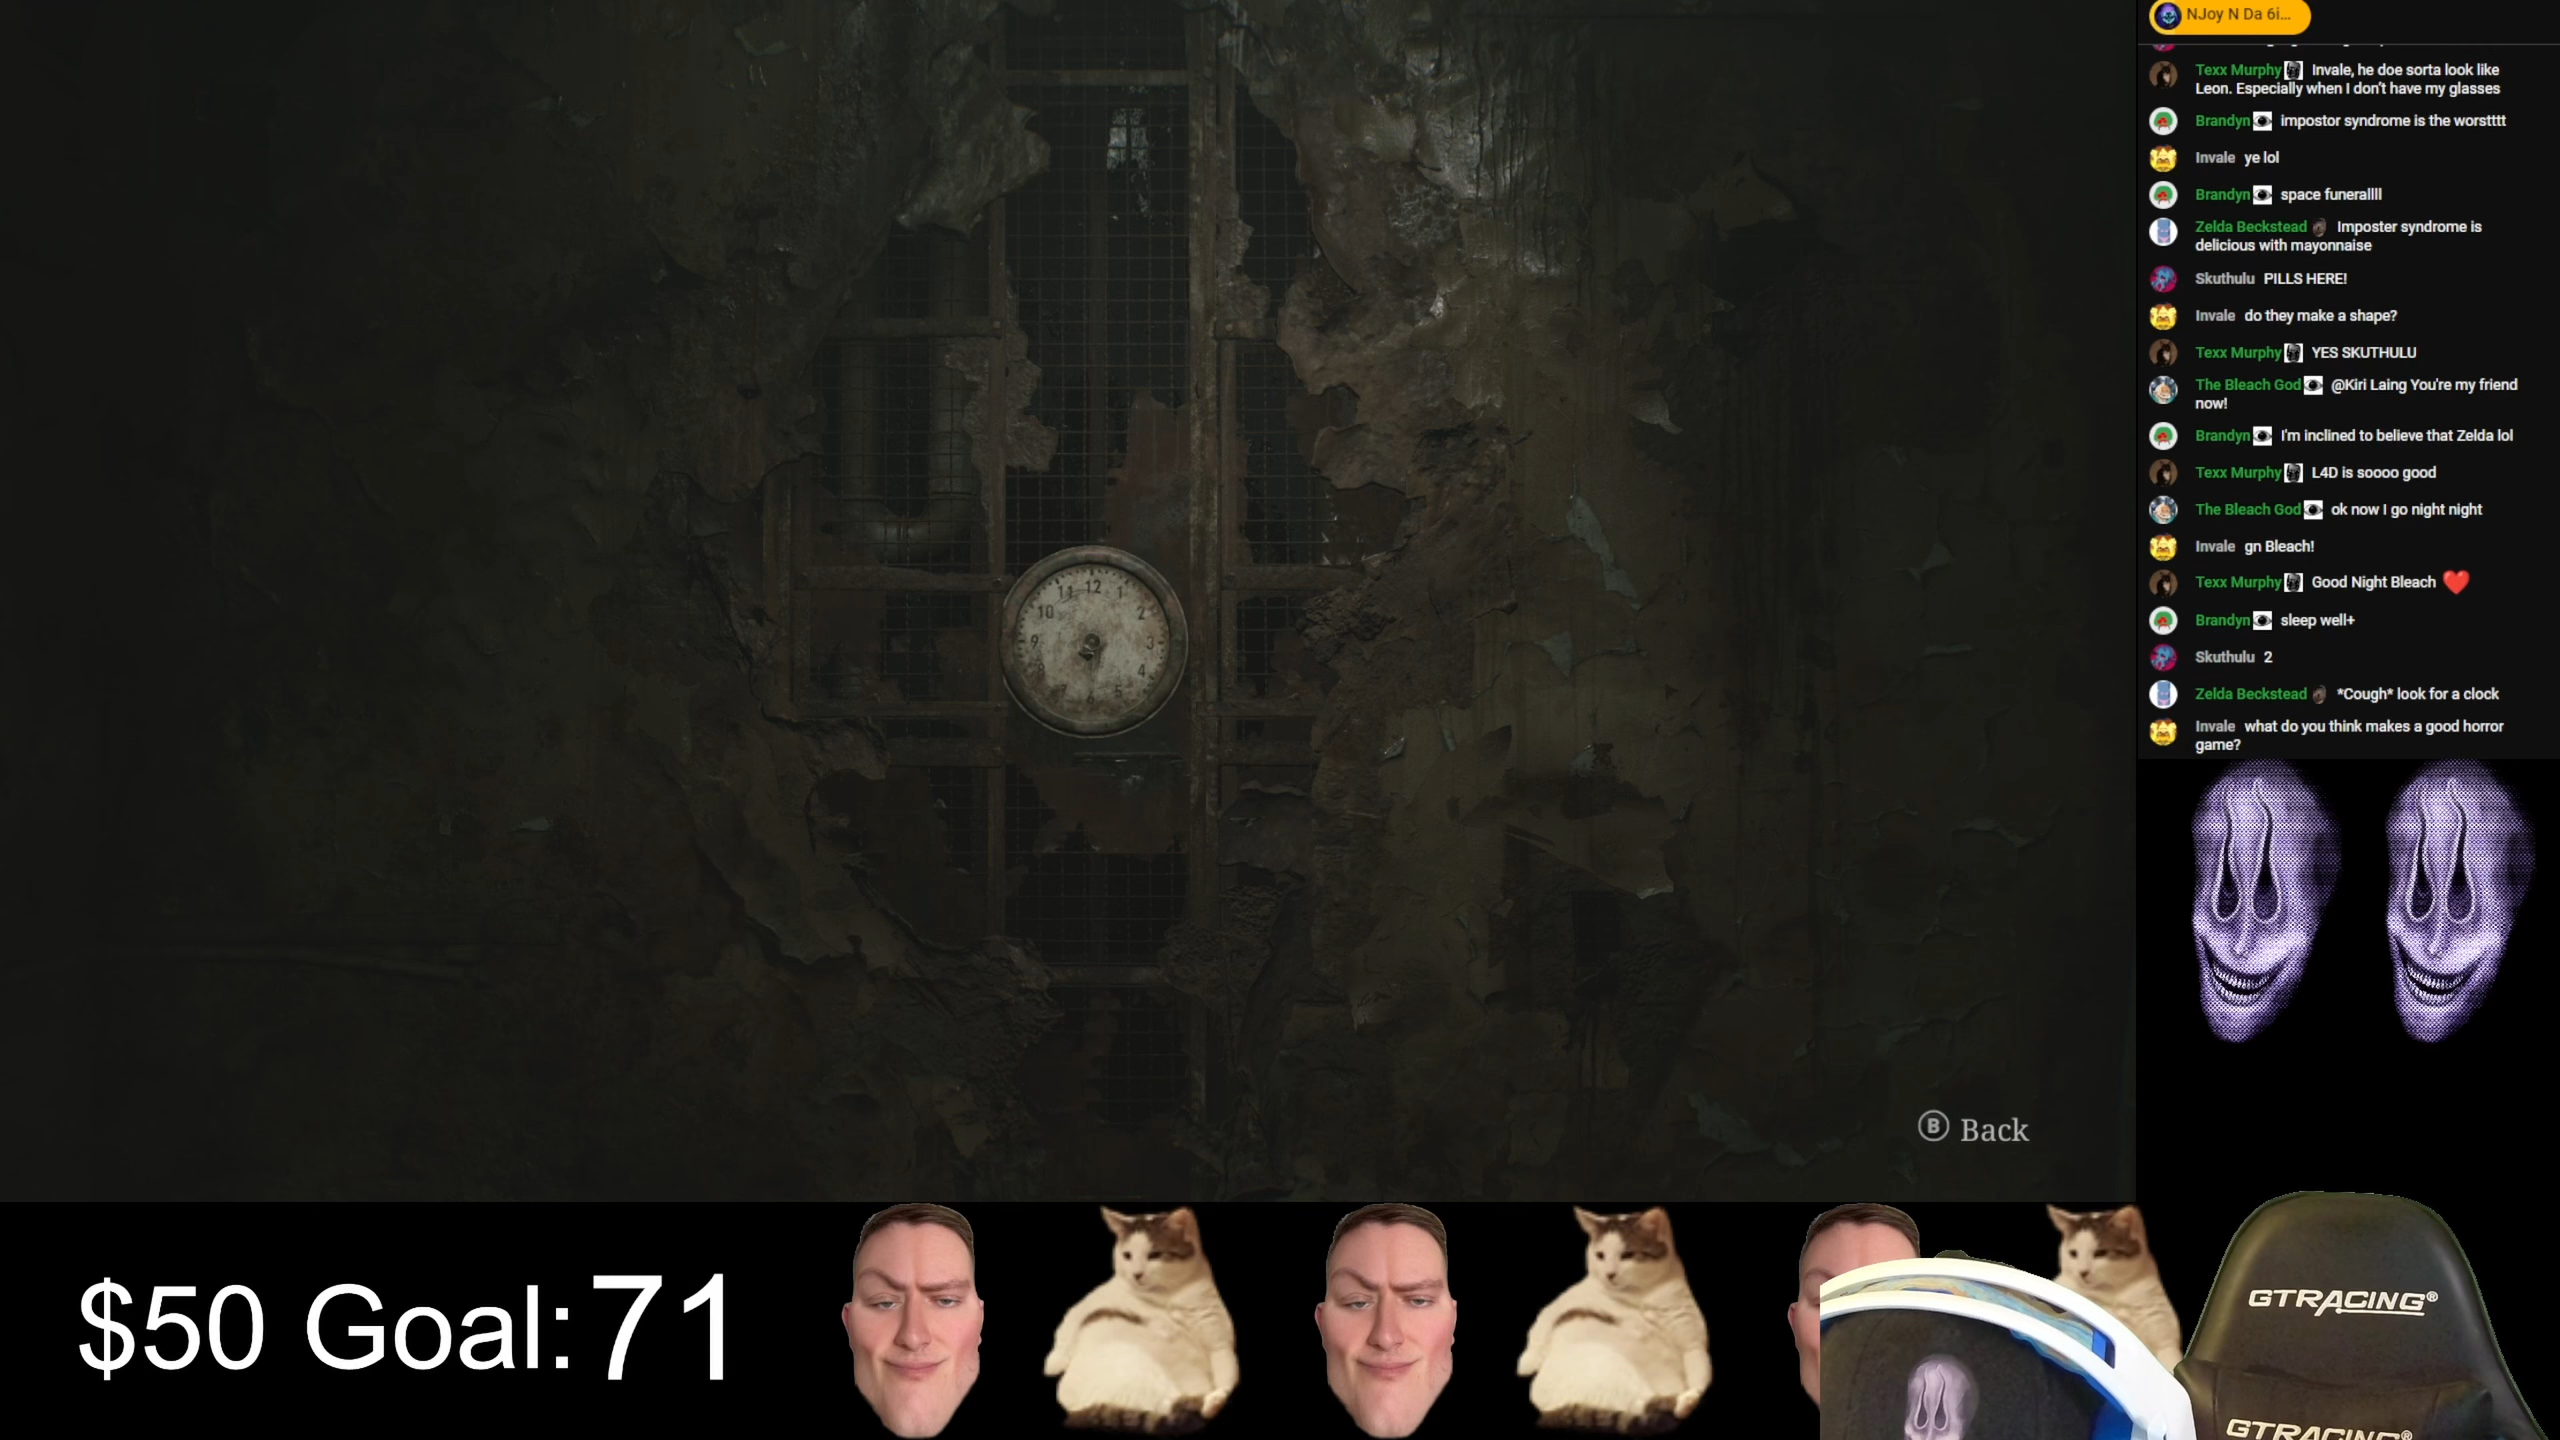 12
11
1
10
2
9
3
4
5
6
B Back
NJoy N Da 6i...
Texx Murphy Invale, he doe sorta look like
Leon. Especially when I don't have my glasses
Brandyn impostor syndrome is the worstttt
Invale ye lol
Brandyn space funerallll
Zelda Beckstead Imposter syndrome is
delicious with mayonnaise
Skuthulu PILLS HERE!
Invale do they make a shape?
Texx Murphy YES SKUTHULU
The Bleach God @Kiri Laing You're my friend
now!
Brandyn I'm inclined to believe that Zelda lol
Texx Murphy L4D is soooo good
The Bleach God ok now I go night night
Invale gn Bleach!
Texx Murphy Good Night Bleach ❤️
Brandyn sleep well+
Skuthulu 2
Zelda Beckstead *Cough* look for a clock
Invale what do you think makes a good horror
game?
$50 Goal: 71
GTRACING®
GTRACING®